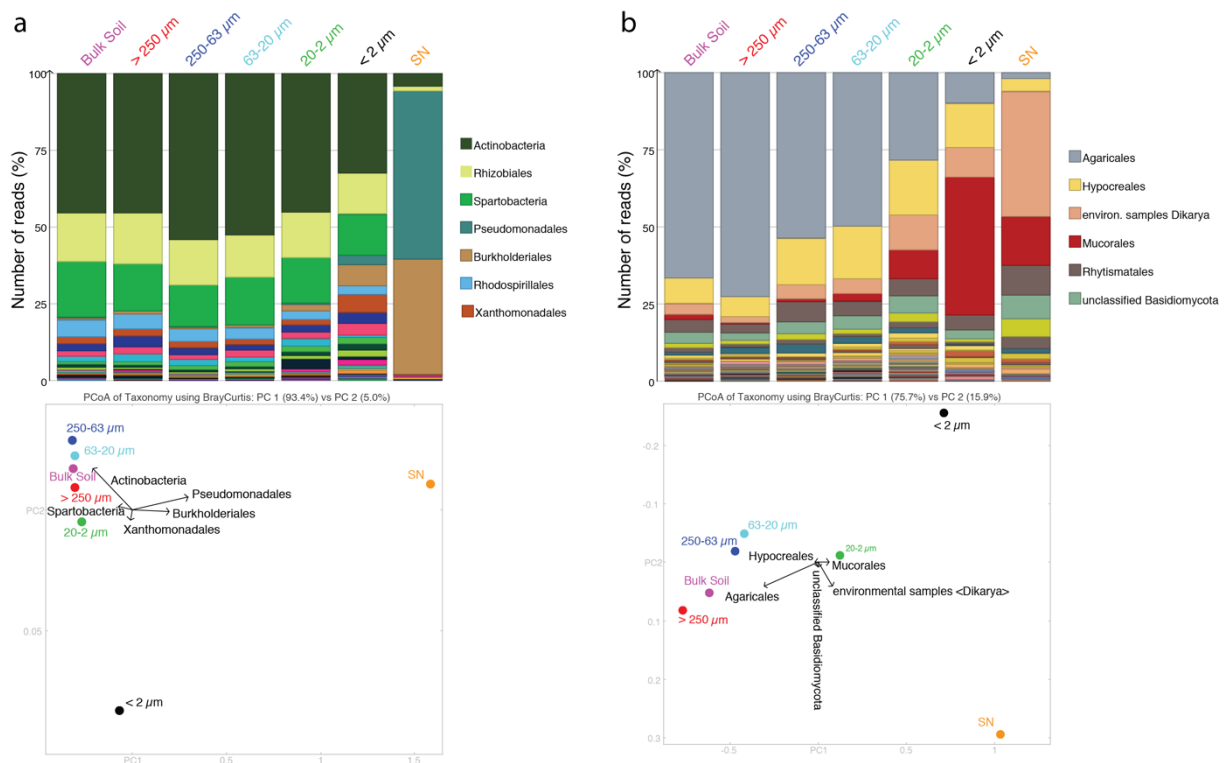 a
Bulk Soil
> 250 µm
250-63 µm
63-20 µm
20-2 µm
< 2 µm
SN
Number of reads (%)
100
75
50
25
0
Actinobacteria
Rhizobiales
Spartobacteria
Pseudomonadales
Burkholderiales
Rhodospirillales
Xanthomonadales
PCoA of Taxonomy using BrayCurtis: PC 1 (93.4%) vs PC 2 (5.0%)
250-63 µm
63-20 µm
Bulk Soil
Actinobacteria
SN
> 250 µm
Pseudomonadales
PC2
Spartobacteria
Burkholderiales
20-2 µm
Xanthomonadales
0.05
< 2 µm
PC1
0.5
1
1.5
b
Bulk Soil
> 250 µm
250-63 µm
63-20 µm
20-2 µm
< 2 µm
SN
Number of reads (%)
100
75
50
25
0
Agaricales
Hypocreales
environ. samples Dikarya
Mucorales
Rhytismatales
unclassified Basidiomycota
PCoA of Taxonomy using BrayCurtis: PC 1 (75.7%) vs PC 2 (15.9%)
< 2 µm
-0.2
-0.1
63-20 µm
250-63 µm
20-2 µm
Hypocreales
PC2
Mucorales
Bulk Soil
Agaricales
environmental samples <Dikarya>
> 250 µm
unclassified Basidiomycota
0.1
0.2
SN
0.3
-0.5
PC1
0.5
1